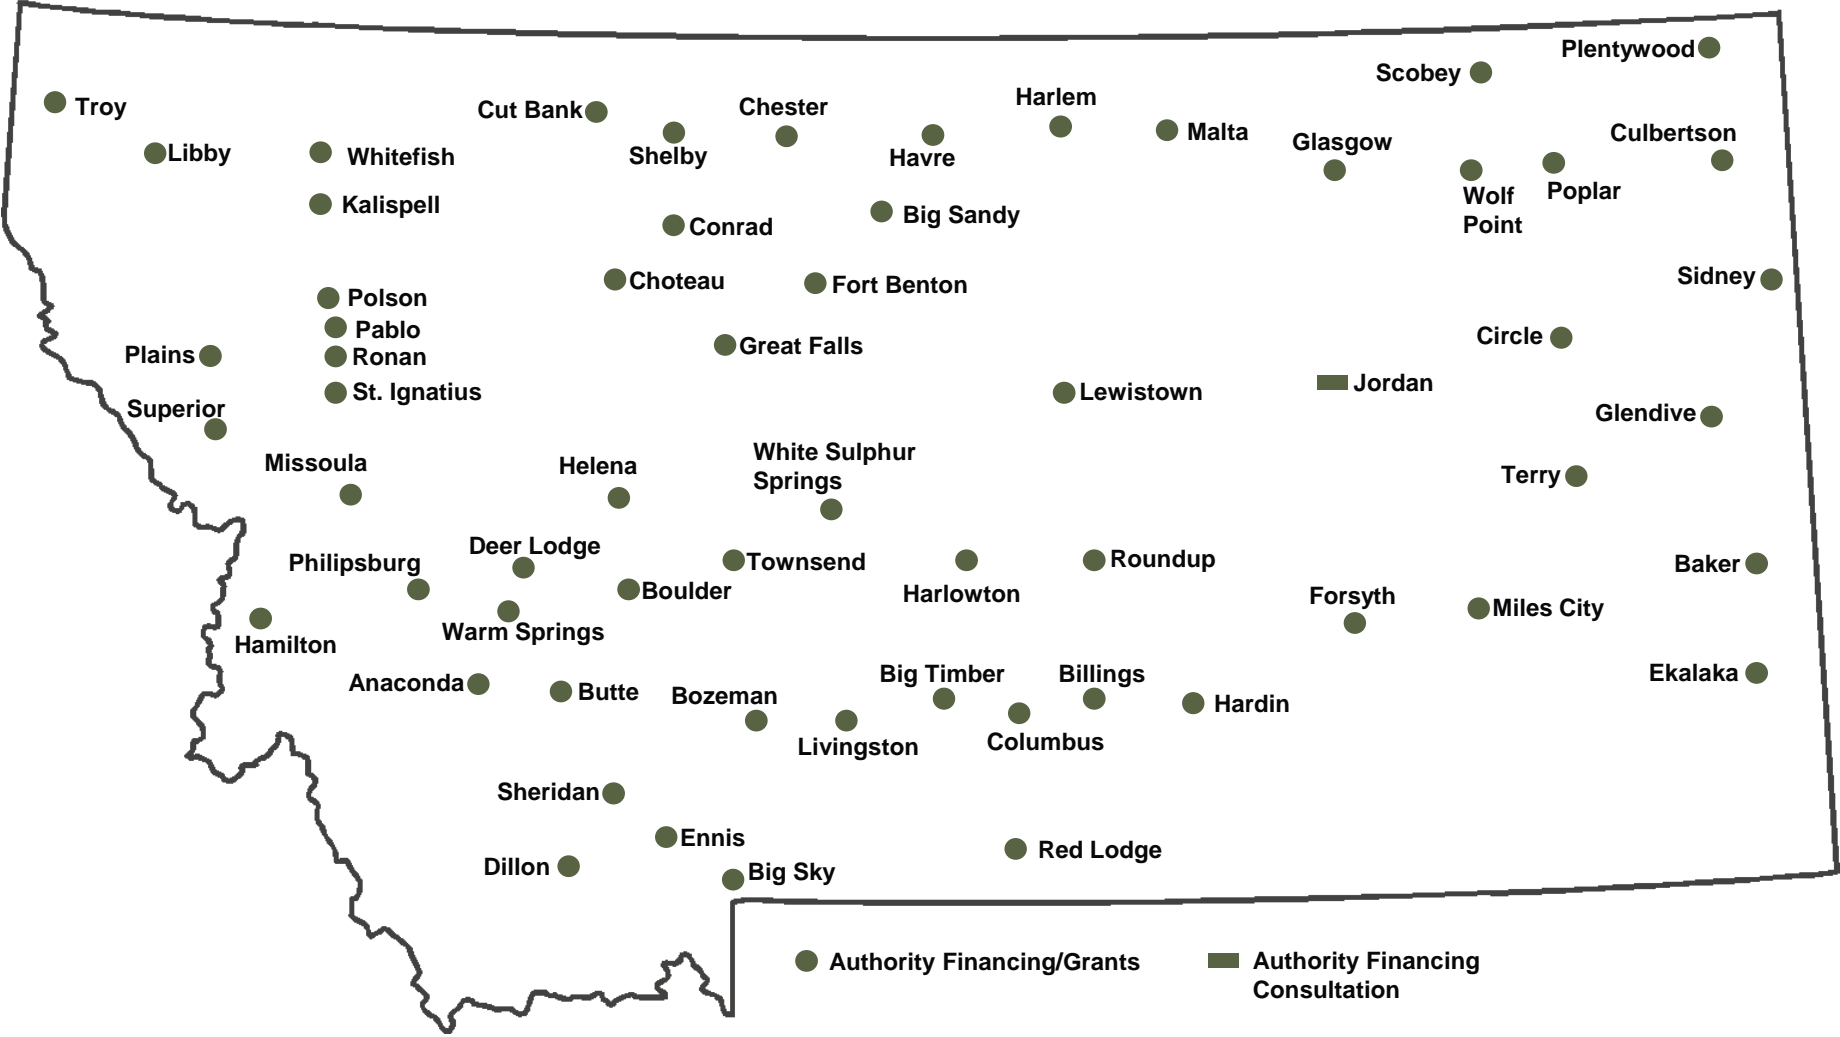 Plentywood
Scobey
Troy
Cut Bank
Chester
Harlem
Malta
Culbertson
Libby
Whitefish
Shelby
Havre
Glasgow
Wolf
Point
Poplar
Kalispell
Conrad
Big Sandy
Choteau
Fort Benton
Sidney
Polson
Pablo
Plains
Ronan
Great Falls
Circle
St. Ignatius
Lewistown
Jordan
Superior
Glendive
Missoula
Helena
White Sulphur
Springs
Terry
Philipsburg
Deer Lodge
Townsend
Harlowton
Roundup
Baker
Boulder
Forsyth
Miles City
Hamilton
Warm Springs
Anaconda
Butte
Bozeman
Big Timber
Billings
Hardin
Ekalaka
Livingston
Columbus
Sheridan
Ennis
Red Lodge
Dillon
Big Sky
Authority Financing/Grants
Authority Financing
Consultation